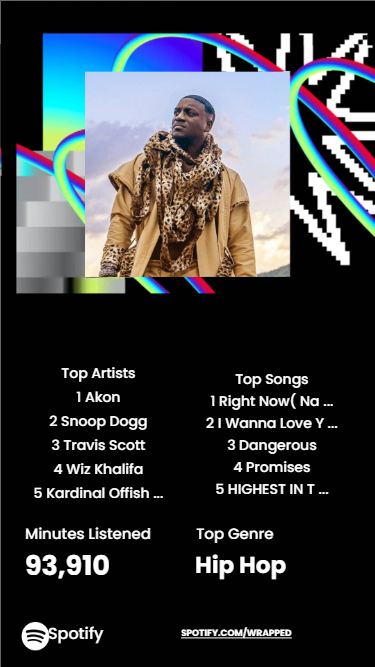 Top Artists
1 Akon
2 Snoop Dogg
3 Travis Scott
4 Wiz Khalifa
5 Kardinal Offish ...
Top Songs
1 Right Now( Na ...
2 I Wanna Love Y ...
3 Dangerous
4 Promises
5 HIGHEST IN T ...
Minutes Listened
93,910
Top Genre
Hip Hop
Spotify
SPOTIFY.COM/WRAPPED